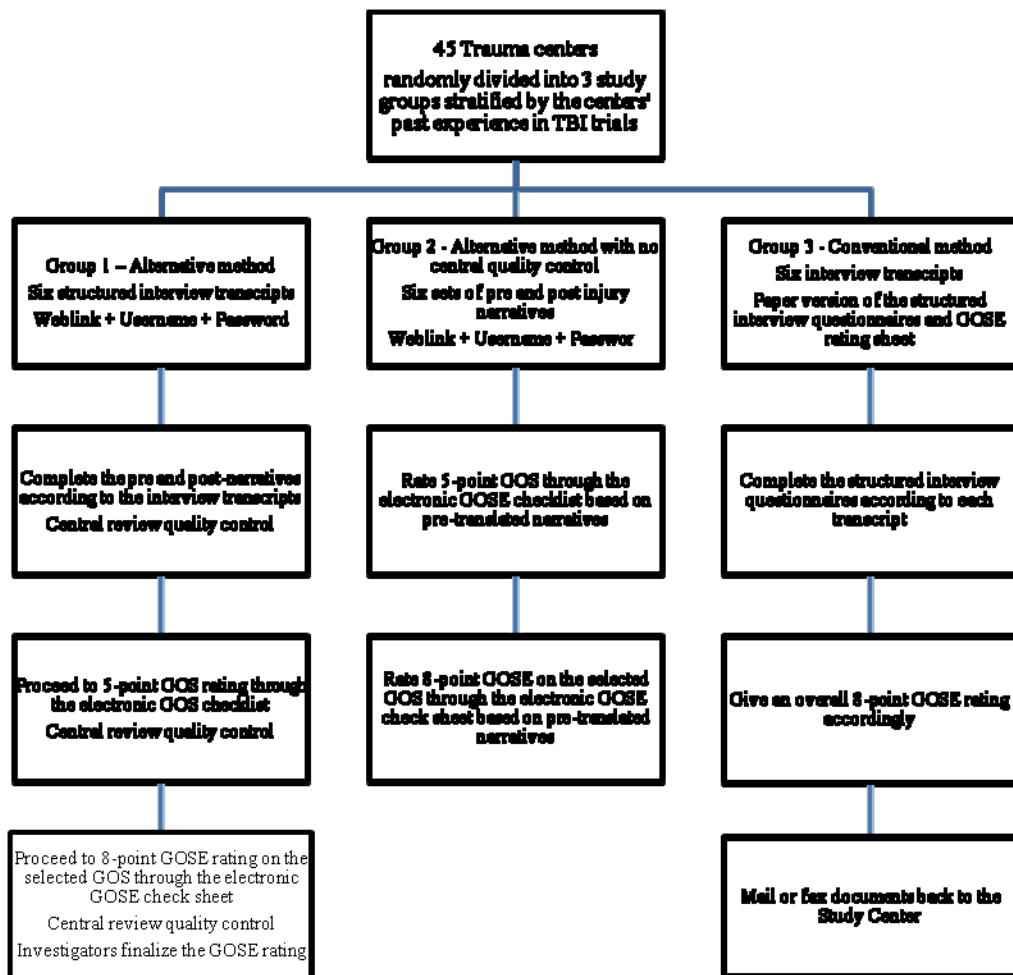 45 Trauma centers
randomly divided into 3 study
groups stratified by the centers'
past experience in TBI trials
Group 1 – Alternative method
Six structured interview transcripts
Weblink + Username + Password
Group 2 - Alternative method with no
central quality control
Six sets of pre and post injury
narratives
Weblink + Username + Passwor
Group 3 - Conventional method
Six interview transcripts
Paper version of the structured
interview questionnaires and GOSE
rating sheet
Complete the pre and post-narratives
according to the interview transcripts
Central review quality control
Rate 5-point GOS through the
electronic GOSE checklist based on
pre-translated narratives
Complete the structured interview
questionnaires according to each
transcript
Proceed to 5-point GOS rating through
the electronic GOS checklist
Central review quality control
Rate 8-point GOSE on the selected
GOS through the electronic GOSE
check sheet based on pre-translated
narratives
Give an overall 8-point GOSE rating
accordingly
Proceed to 8-point GOSE rating on the
selected GOS through the electronic
GOSE check sheet
Central review quality control
Investigators finalize the GOSE rating
Mail or fax documents back to the
Study Center